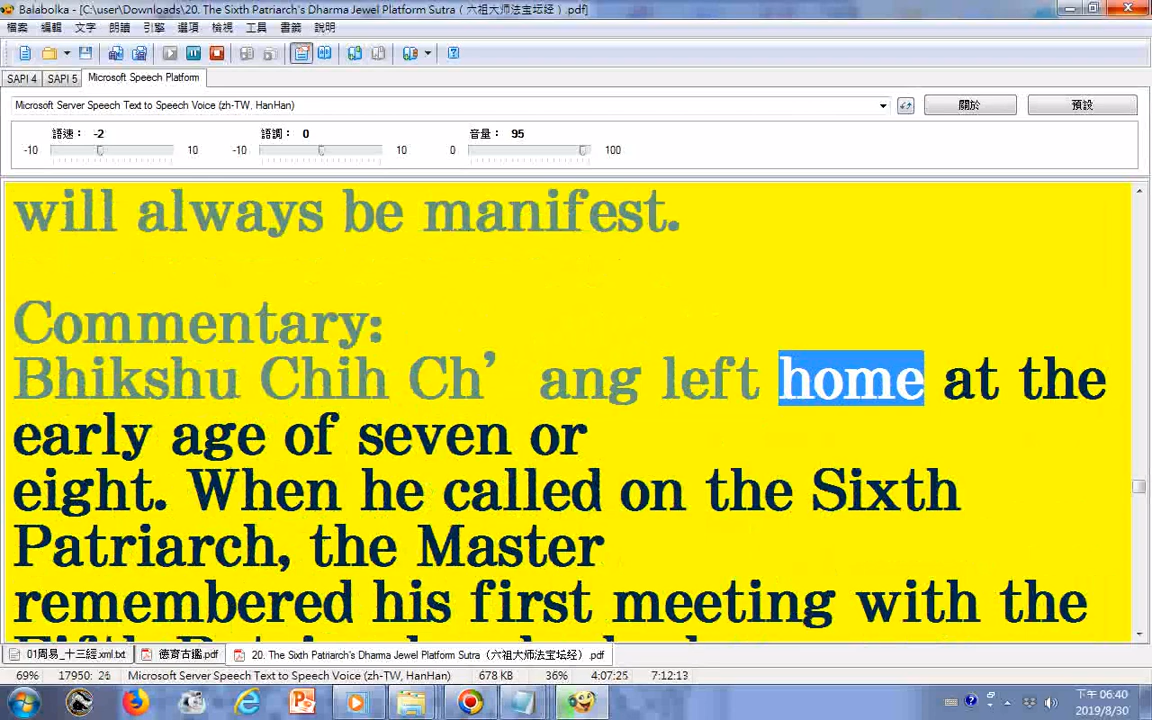 Balabolka - [C:\user\Downloads\20. The Sixth Patriarch's Dharma Jewel Platform Sutra（六祖大师法宝坛经）.pdf]
檔案 編輯 文字 朗讀 引擎 選項 檢視 工具 書籤 說明
SAPI 4 SAPI 5 Microsoft Speech Platform
Microsoft Server Speech Text to Speech Voice (zh-TW, HanHan) 關於 預設
語速： -2 語調： 0 音量： 95
-10 10 -10 10 0 100
will always be manifest.
Commentary:
Bhikshu Chih Ch’ang left home at the
early age of seven or
eight. When he called on the Sixth
Patriarch, the Master
remembered his first meeting with the
01周易_十三經.xml.txt 德育古鑑.pdf 20. The Sixth Patriarch's Dharma Jewel Platform Sutra（六祖大师法宝坛经）.pdf
69% 17950: 26 Microsoft Server Speech Text to Speech Voice (zh-TW, HanHan) 678 KB 36% 4:07:25 7:12:13
下午 06:40
2019/8/30